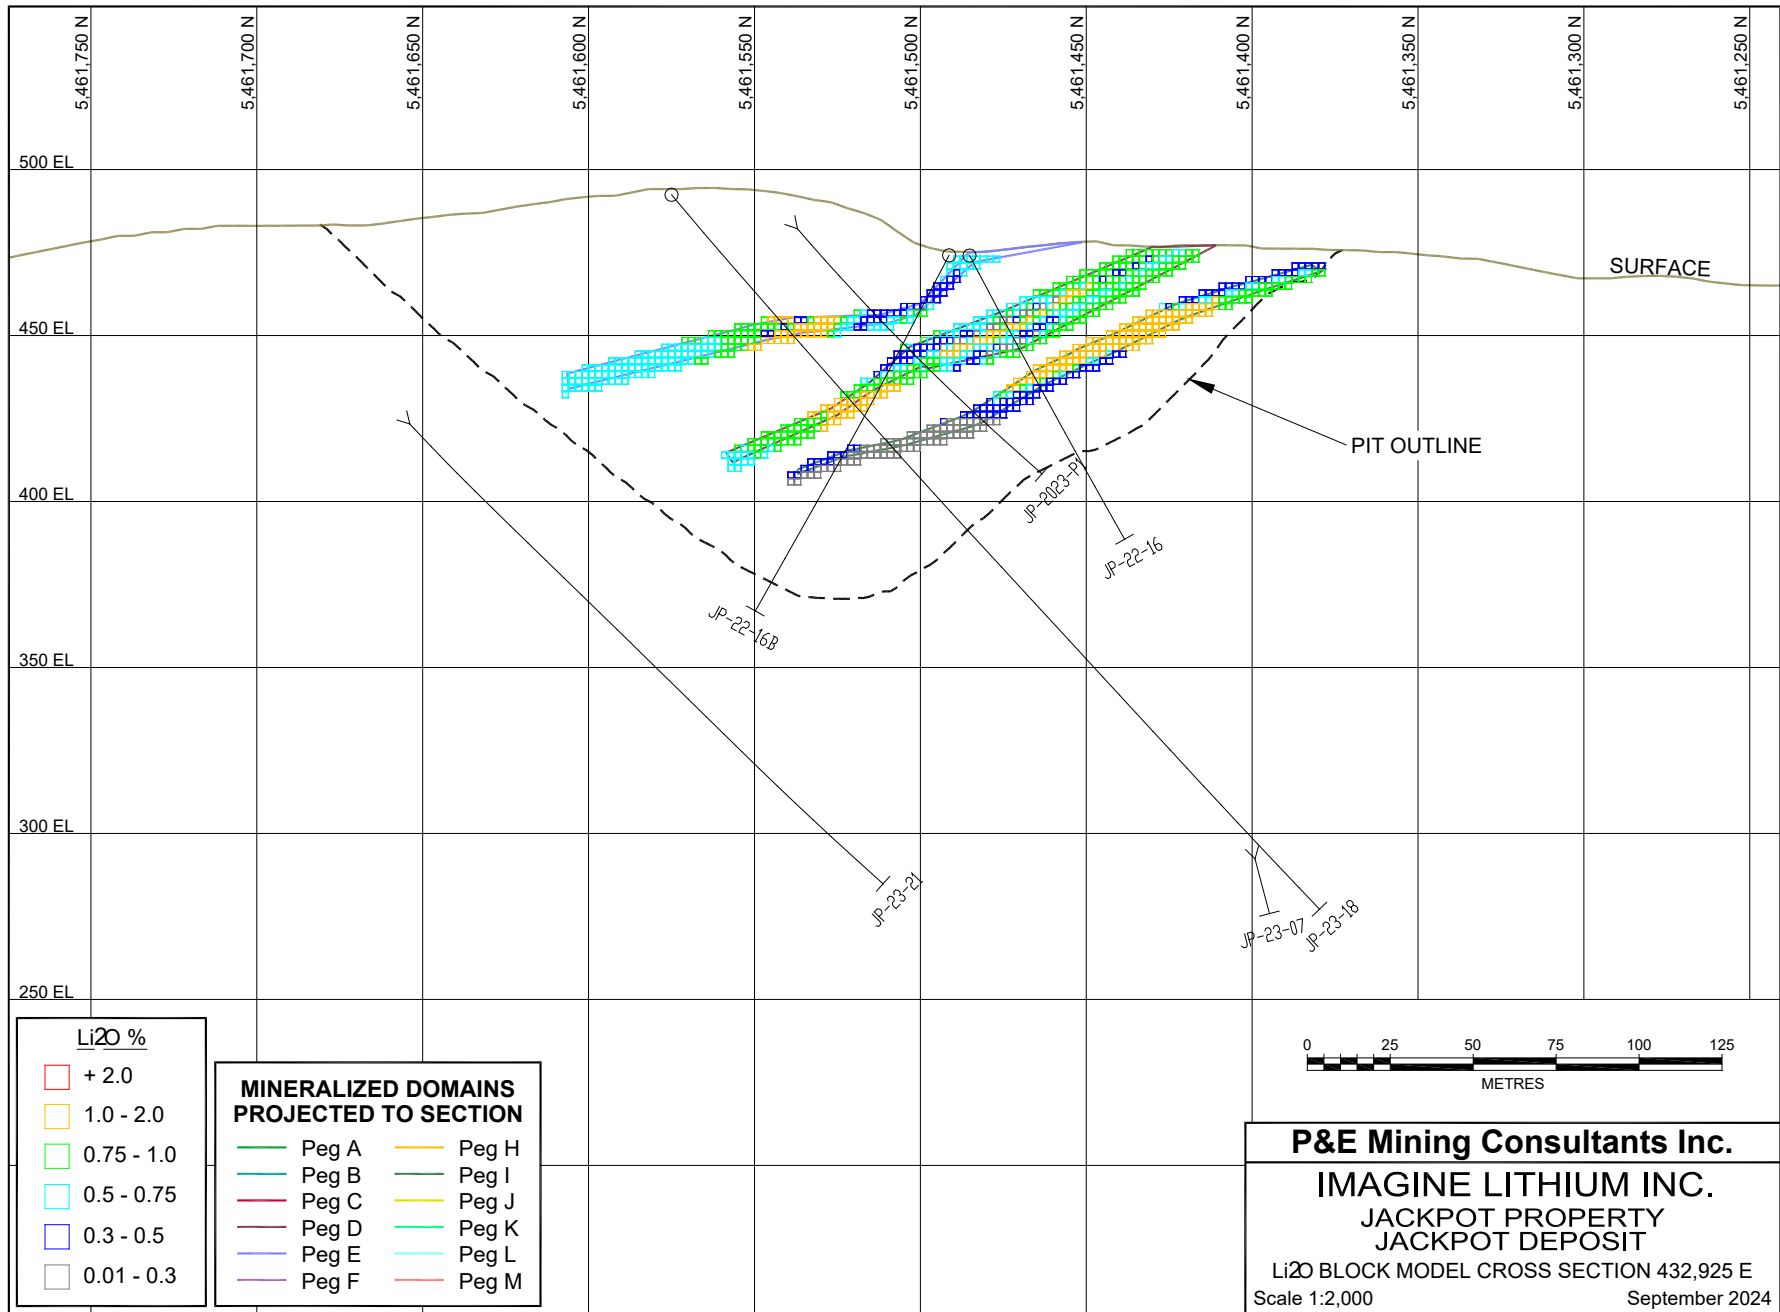 5,461,750 N
5,461,700 N
5,461,650 N
5,461,600 N
5,461,550 N
5,461,500 N
5,461,450 N
5,461,400 N
5,461,350 N
5,461,300 N
5,461,250 N
500 EL
SURFACE
450 EL
PIT OUTLINE
400 EL
JP-2023-P1
JP-22-16
JP-22-16B
350 EL
300 EL
JP-23-21
JP-23-07
JP-23-18
250 EL
Li2O %
+ 2.0
1.0 - 2.0
0.75 - 1.0
0.5 - 0.75
0.3 - 0.5
0.01 - 0.3
MINERALIZED DOMAINS
PROJECTED TO SECTION
Peg A
Peg B
Peg C
Peg D
Peg E
Peg F
Peg H
Peg I
Peg J
Peg K
Peg L
Peg M
0 25 50 75 100 125
METRES
P&E Mining Consultants Inc.
IMAGINE LITHIUM INC.
JACKPOT PROPERTY
JACKPOT DEPOSIT
Li2O BLOCK MODEL CROSS SECTION 432,925 E
Scale 1:2,000 September 2024